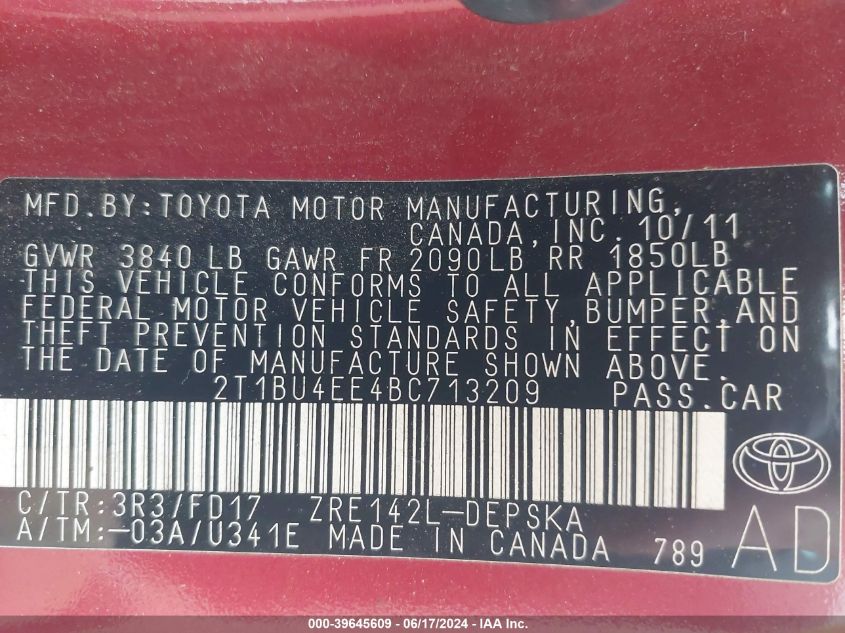 MFD.BY:TOYOTA MOTOR MANUFACTURING,
CANADA, INC. 10/11
GVWR 3840 LB GAWR FR 2090LB RR 1850LB
THIS VEHICLE CONFORMS TO ALL APPLICABLE
FEDERAL MOTOR VEHICLE SAFETY, BUMPER, AND
THEFT PREVENTION STANDARDS IN EFFECT ON
THE DATE OF MANUFACTURE SHOWN ABOVE.
2T1BU4EE4BC713209 PASS.CAR
C/TR:3R3/FD17 ZRE142L-DEPSKA
A/TM:-03A/U341E MADE IN CANADA 789 AD
000-39645609 - 06/17/2024 - IAA Inc.